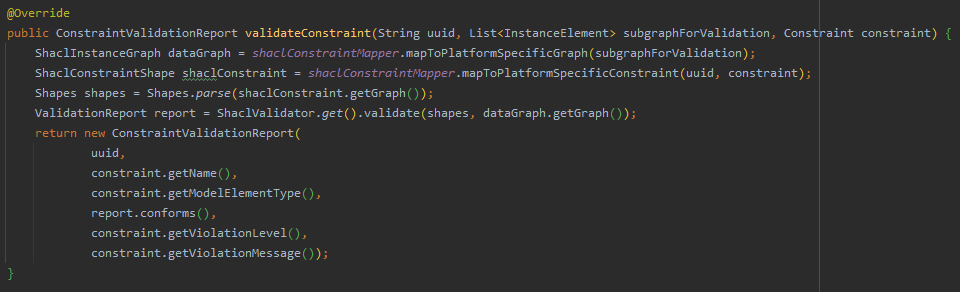 @Override
public ConstraintValidationReport validateConstraint(String uuid, List<InstanceElement> subgraphForValidation, Constraint constraint) {
    ShaclInstanceGraph dataGraph = shaclConstraintMapper.mapToPlatformSpecificGraph(subgraphForValidation);
    ShaclConstraintShape shaclConstraint = shaclConstraintMapper.mapToPlatformSpecificConstraint(uuid, constraint);
    Shapes shapes = Shapes.parse(shaclConstraint.getGraph());
    ValidationReport report = ShaclValidator.get().validate(shapes, dataGraph.getGraph());
    return new ConstraintValidationReport(
            uuid,
            constraint.getName(),
            constraint.getModelElementType(),
            report.conforms(),
            constraint.getViolationLevel(),
            constraint.getViolationMessage());
}